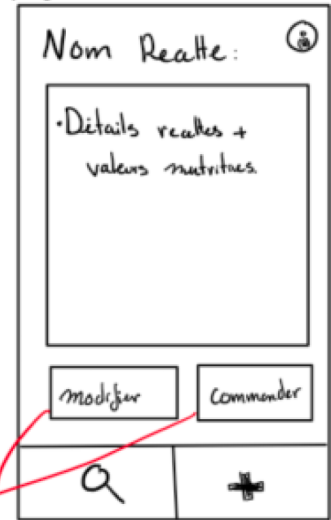 Nom Recette:
• Détails recettes +
valeurs nutritives.
modifier
Commander